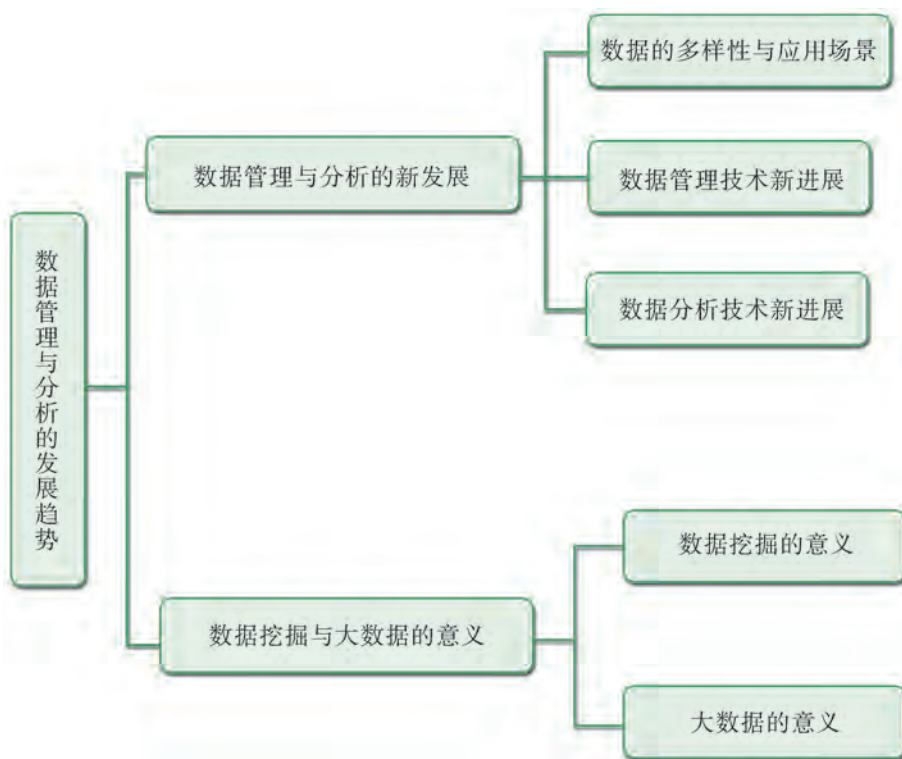 数据管理与分析的发展趋势
数据管理与分析的新发展
数据的多样性与应用场景
数据管理技术新进展
数据分析技术新进展
数据挖掘与大数据的意义
数据挖掘的意义
大数据的意义